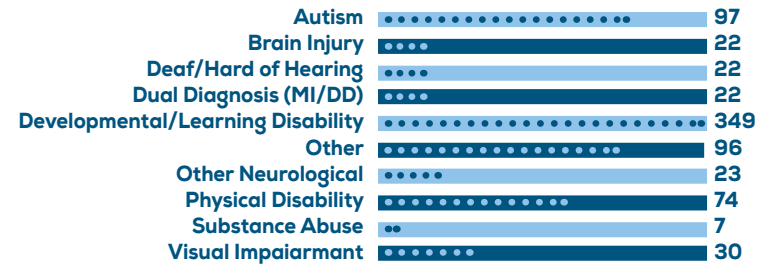 Autism 97
Brain Injury 22
Deaf/Hard of Hearing 22
Dual Diagnosis (MI/DD) 22
Developmental/Learning Disability 349
Other 96
Other Neurological 23
Physical Disability 74
Substance Abuse 7
Visual Impaiarmant 30